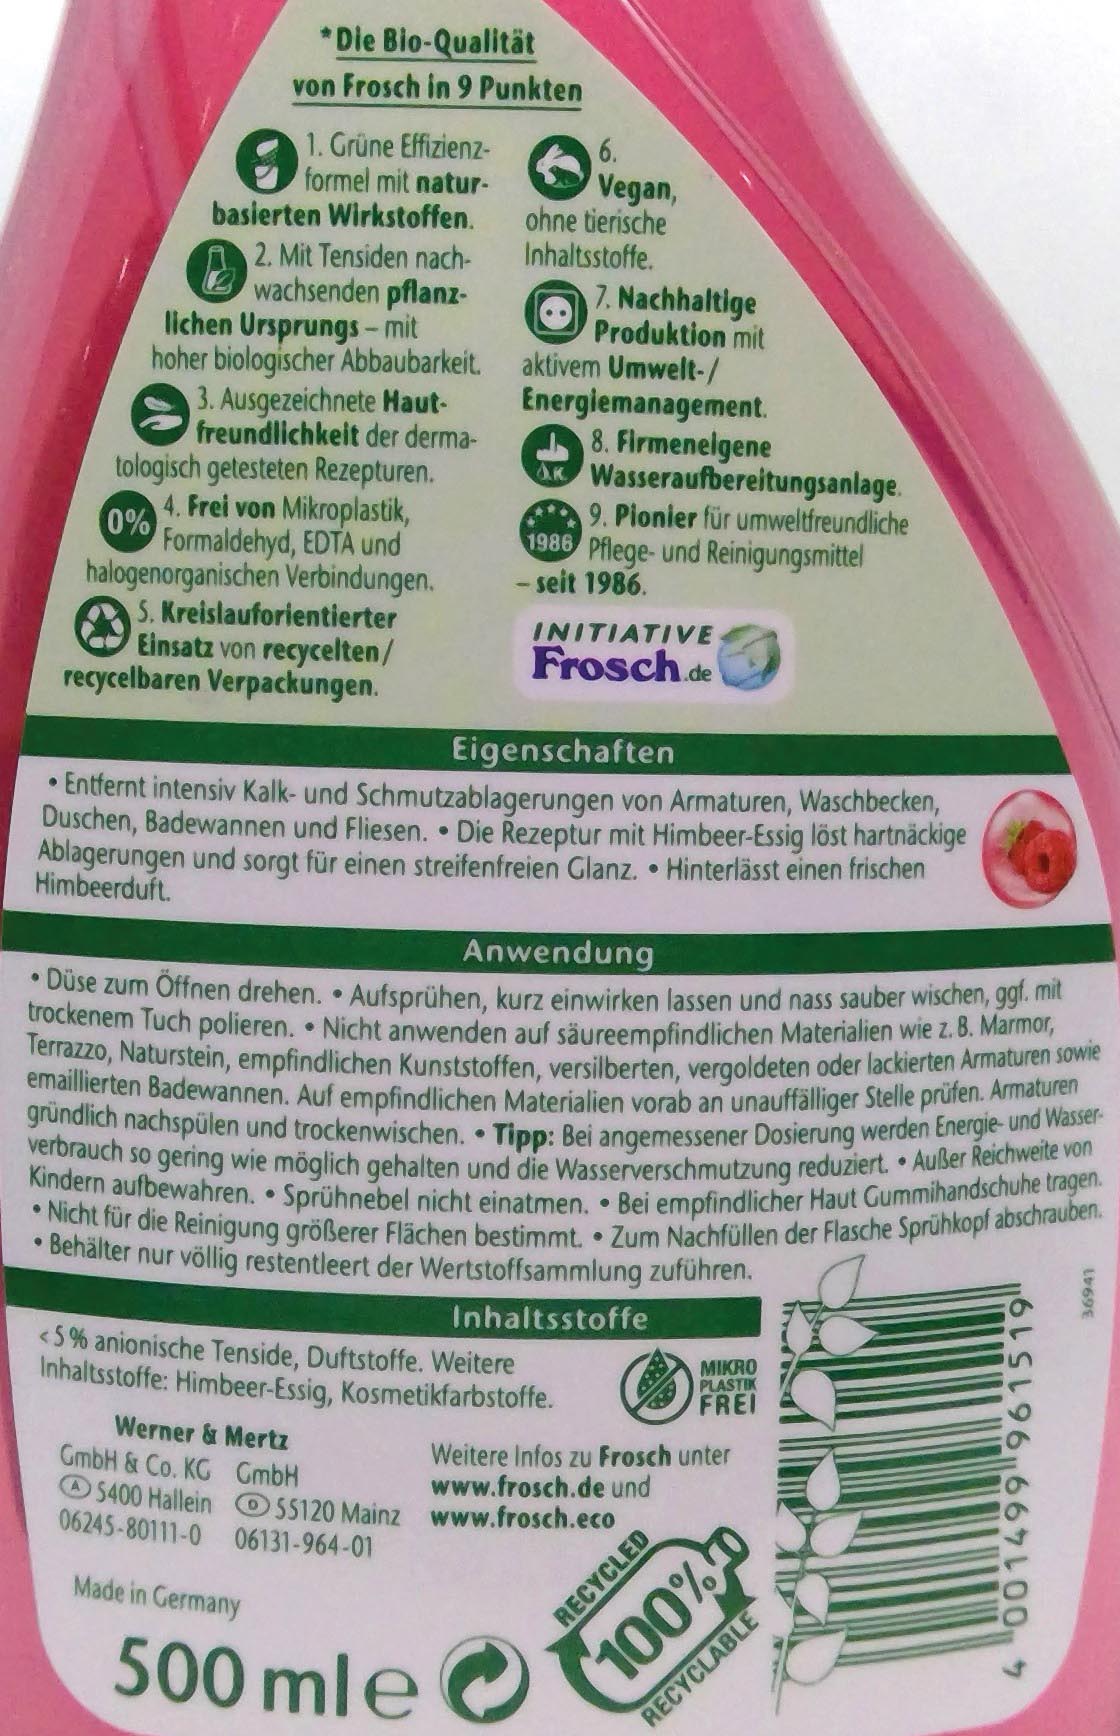 *Die Bio-Qualität
von Frosch in 9 Punkten
1. Grüne Effizienz-
formel mit natur-
basierten Wirkstoffen.
2. Mit Tensiden nach-
wachsenden pflanz-
lichen Ursprungs – mit
hoher biologischer Abbaubarkeit.
3. Ausgezeichnete Haut-
freundlichkeit der derma-
tologisch getesteten Rezepturen.
0%
4. Frei von Mikroplastik,
Formaldehyd, EDTA und
halogenorganischen Verbindungen.
5. Kreislauforientierter
Einsatz von recycelten/
recycelbaren Verpackungen.
6.
Vegan,
ohne tierische
Inhaltsstoffe.
7. Nachhaltige
Produktion mit
aktivem Umwelt-/
Energiemanagement.
8. Firmeneigene
Wasseraufbereitungsanlage.
1986
9. Pionier für umweltfreundliche
Pflege- und Reinigungsmittel
– seit 1986.
INITIATIVE
Frosch.de
Eigenschaften
• Entfernt intensiv Kalk- und Schmutzablagerungen von Armaturen, Waschbecken,
Duschen, Badewannen und Fliesen. • Die Rezeptur mit Himbeer-Essig löst hartnäckige
Ablagerungen und sorgt für einen streifenfreien Glanz. • Hinterlässt einen frischen
Himbeerduft.
Anwendung
• Düse zum Öffnen drehen. • Aufsprühen, kurz einwirken lassen und nass sauber wischen, ggf. mit
trockenem Tuch polieren. • Nicht anwenden auf säureempfindlichen Materialien wie z. B. Marmor,
Terrazzo, Naturstein, empfindlichen Kunststoffen, versilberten, vergoldeten oder lackierten Armaturen sowie
emaillierten Badewannen. Auf empfindlichen Materialien vorab an unauffälliger Stelle prüfen. Armaturen
gründlich nachspülen und trockenwischen. • Tipp: Bei angemessener Dosierung werden Energie- und Wasser-
verbrauch so gering wie möglich gehalten und die Wasserverschmutzung reduziert. • Außer Reichweite von
Kindern aufbewahren. • Sprühnebel nicht einatmen. • Bei empfindlicher Haut Gummihandschuhe tragen.
• Nicht für die Reinigung größerer Flächen bestimmt. • Zum Nachfüllen der Flasche Sprühkopf abschrauben.
• Behälter nur völlig restentleert der Wertstoffsammlung zuführen.
Inhaltsstoffe
<5% anionische Tenside, Duftstoffe. Weitere
Inhaltsstoffe: Himbeer-Essig, Kosmetikfarbstoffe.
MIKRO
PLASTIK
FREI
Werner & Mertz
GmbH & Co. KG GmbH
A 5400 Hallein D 55120 Mainz
06245-80111-0 06131-964-01
Weitere Infos zu Frosch unter
www.frosch.de und
www.frosch.eco
Made in Germany
500 ml e
RECYCLED
100%
RECYCLABLE
36941
4 001499 961519